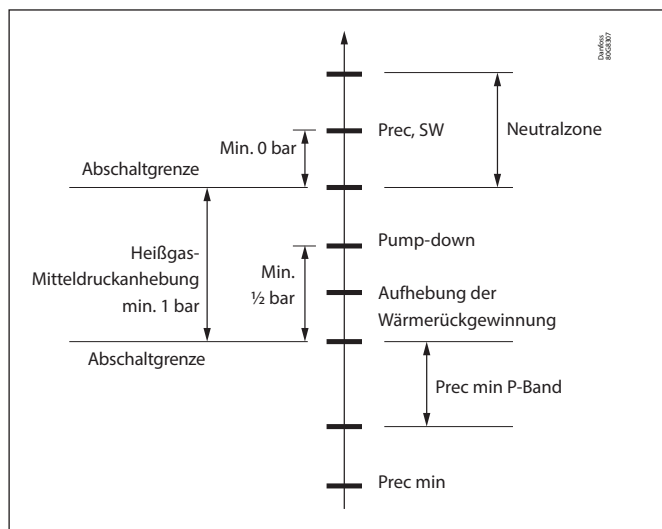 Danfoss
80G8307
Prec, SW
Neutralzone
Min. 0 bar
Abschaltgrenze
Pump-down
Heißgas-
Mitteldruckanhebung
min. 1 bar
Min.
½ bar
Aufhebung der
Wärmerückgewinnung
Abschaltgrenze
Prec min P-Band
Prec min